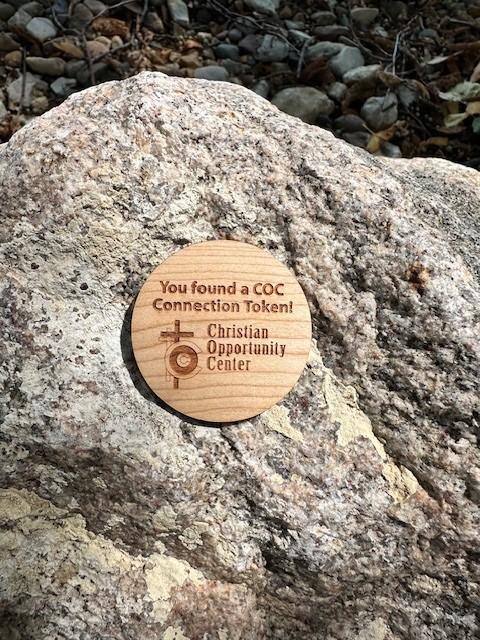 You found a COC
Connection Token!
Christian
Opportunity
Center